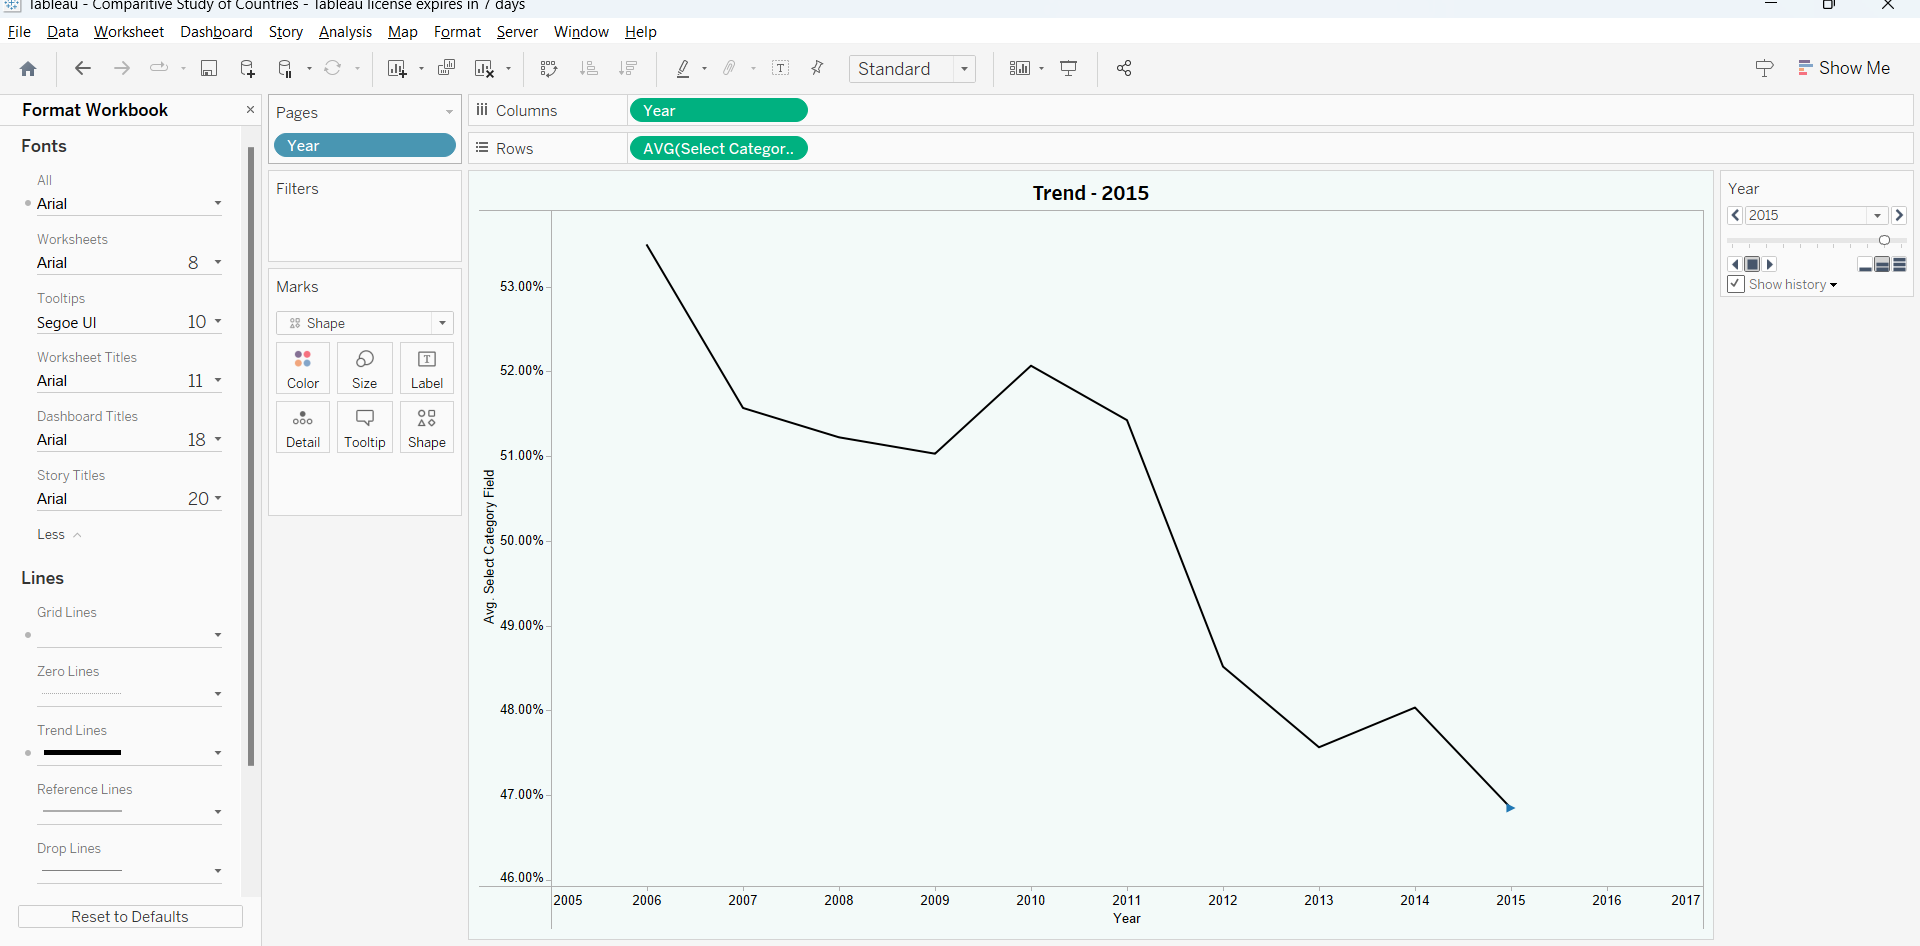 Tableau - Comparitive Study of Countries - Tableau license expires in 7 days
File Data Worksheet Dashboard Story Analysis Map Format Server Window Help
Standard
Show Me
Format Workbook
Fonts
All
Arial
Worksheets
Arial 8
Tooltips
Segoe UI 10
Worksheet Titles
Arial 11
Dashboard Titles
Arial 18
Story Titles
Arial 20
Less
Lines
Grid Lines
Zero Lines
Trend Lines
Reference Lines
Drop Lines
Reset to Defaults
Pages
Year
Filters
Marks
Shape
Color Size Label
Detail Tooltip Shape
Columns Year
Rows AVG(Select Categor..
Trend - 2015
53.00%
52.00%
51.00%
50.00%
49.00%
48.00%
47.00%
46.00%
Avg. Select Category Field
2005 2006 2007 2008 2009 2010 2011 2012 2013 2014 2015 2016 2017
Year
Year
2015
Show history